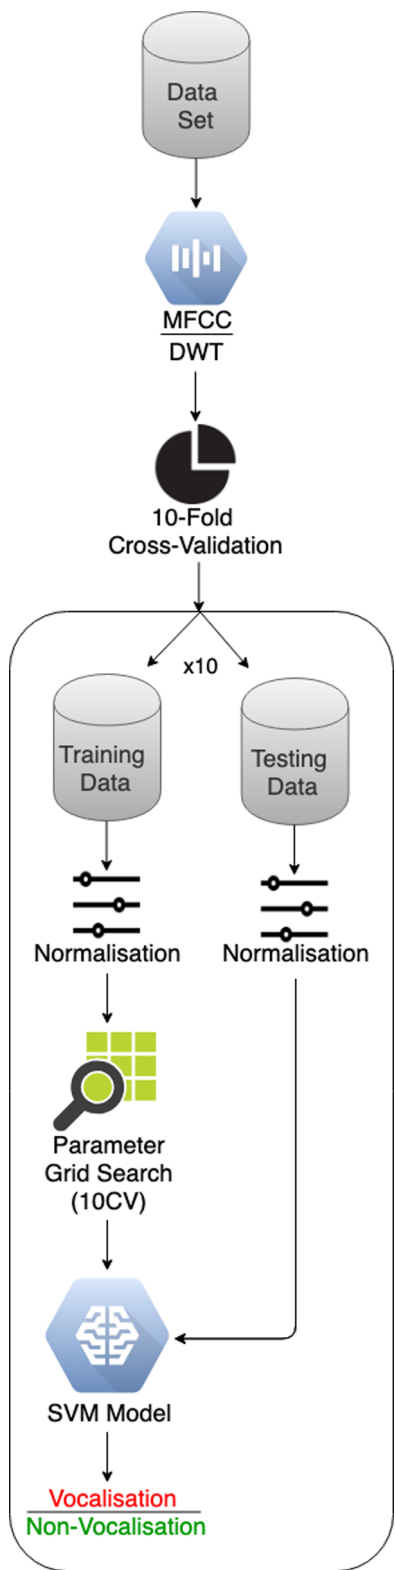 Data
Set
MFCC
DWT
10-Fold
Cross-Validation
x10
Training
Data
Testing
Data
Normalisation
Normalisation
Parameter
Grid Search
(10CV)
SVM Model
Vocalisation
Non-Vocalisation